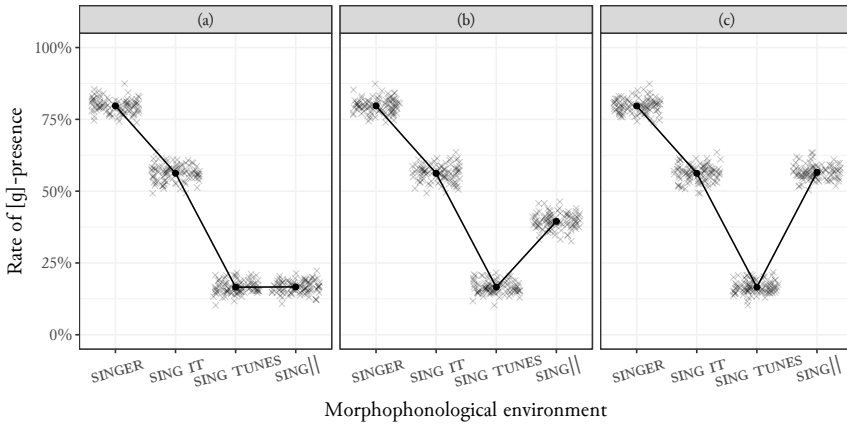 (a) (b) (c)
100%
75%
50%
25%
0%
Rate of [g]-presence
SINGER SING IT SING TUNES SING|| SINGER SING IT SING TUNES SING|| SINGER SING IT SING TUNES SING||
Morphophonological environment